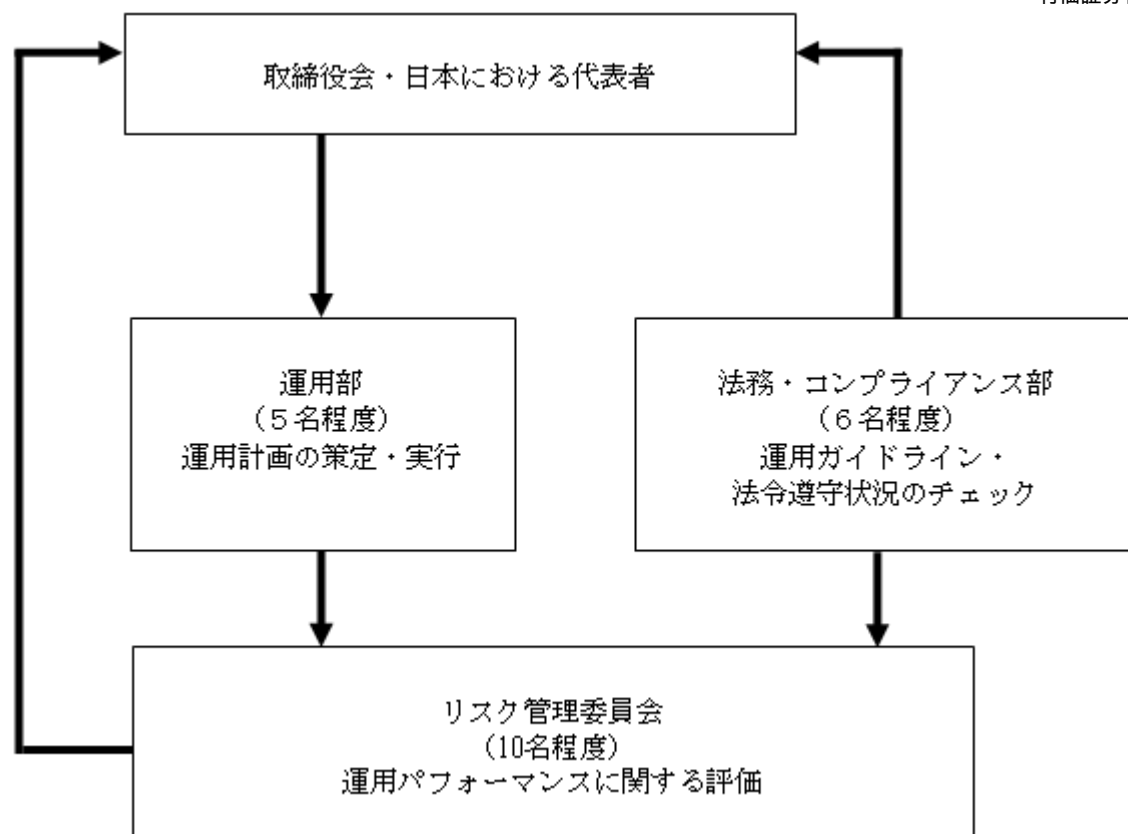 取締役会・日本における代表者
運用部
（５名程度）
運用計画の策定・実行
法務・コンプライアンス部
（６名程度）
運用ガイドライン・
法令遵守状況のチェック
リスク管理委員会
（10名程度）
運用パフォーマンスに関する評価